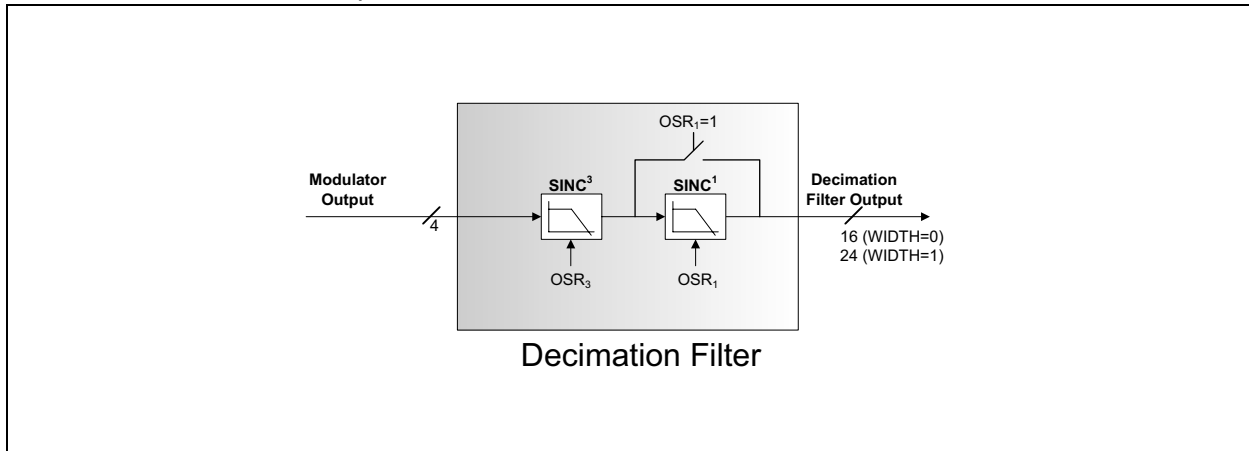 OSR₁=1
Modulator
Output
4
SINC³
SINC¹
OSR₃
OSR₁
Decimation
Filter Output
16 (WIDTH=0)
24 (WIDTH=1)
Decimation Filter